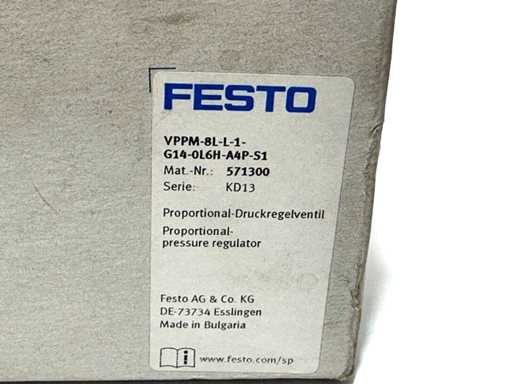 FESTO
VPPM-8L-L-1-
G14-0L6H-A4P-S1
Mat.-Nr.: 571300
Serie: KD13
Proportional-Druckregelventil
Proportional-
pressure regulator
Festo AG & Co. KG
DE-73734 Esslingen
Made in Bulgaria
www.festo.com/sp